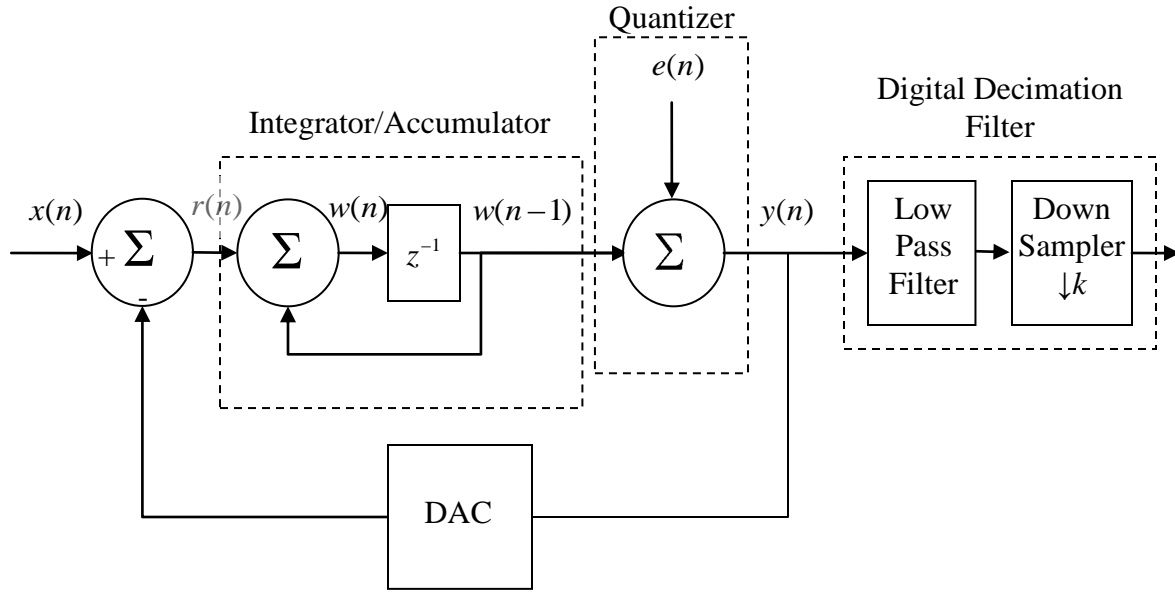 Quantizer
e(n)
Digital Decimation
Filter
Integrator/Accumulator
x(n)
r(n)
w(n)
w(n−1)
y(n)
+
Σ
-
Σ
z⁻¹
Σ
Low
Pass
Filter
Down
Sampler
↓k
DAC